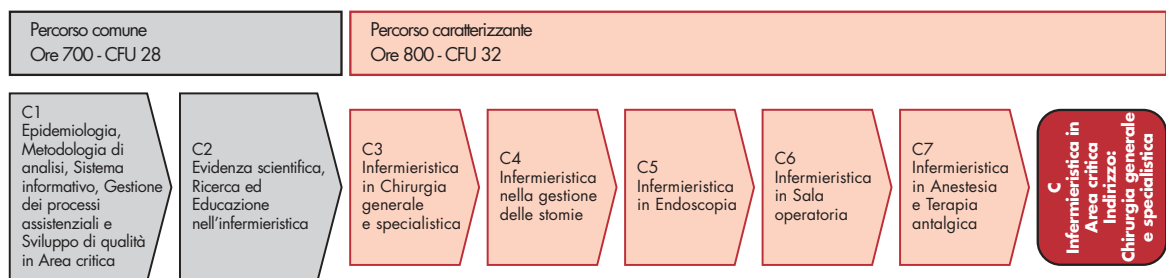 Percorso comune
Ore 700 - CFU 28
Percorso caratterizzante
Ore 800 - CFU 32
C1
Epidemiologia,
Metodologia di
analisi, Sistema
informativo, Gestione
dei processi
assistenziali e
Sviluppo di qualità
in Area critica
C2
Evidenza scientifica,
Ricerca ed
Educazione
nell'infermieristica
C3
Infermieristica
in Chirurgia
generale
e specialistica
C4
Infermieristica
nella gestione
delle stomie
C5
Infermieristica
in Endoscopia
C6
Infermieristica
in Sala
operatoria
C7
Infermieristica
in Anestesia
e Terapia
antalgica
C
Infermieristica in
Area critica
Indirizzo:
Chirurgia generale
e specialistica